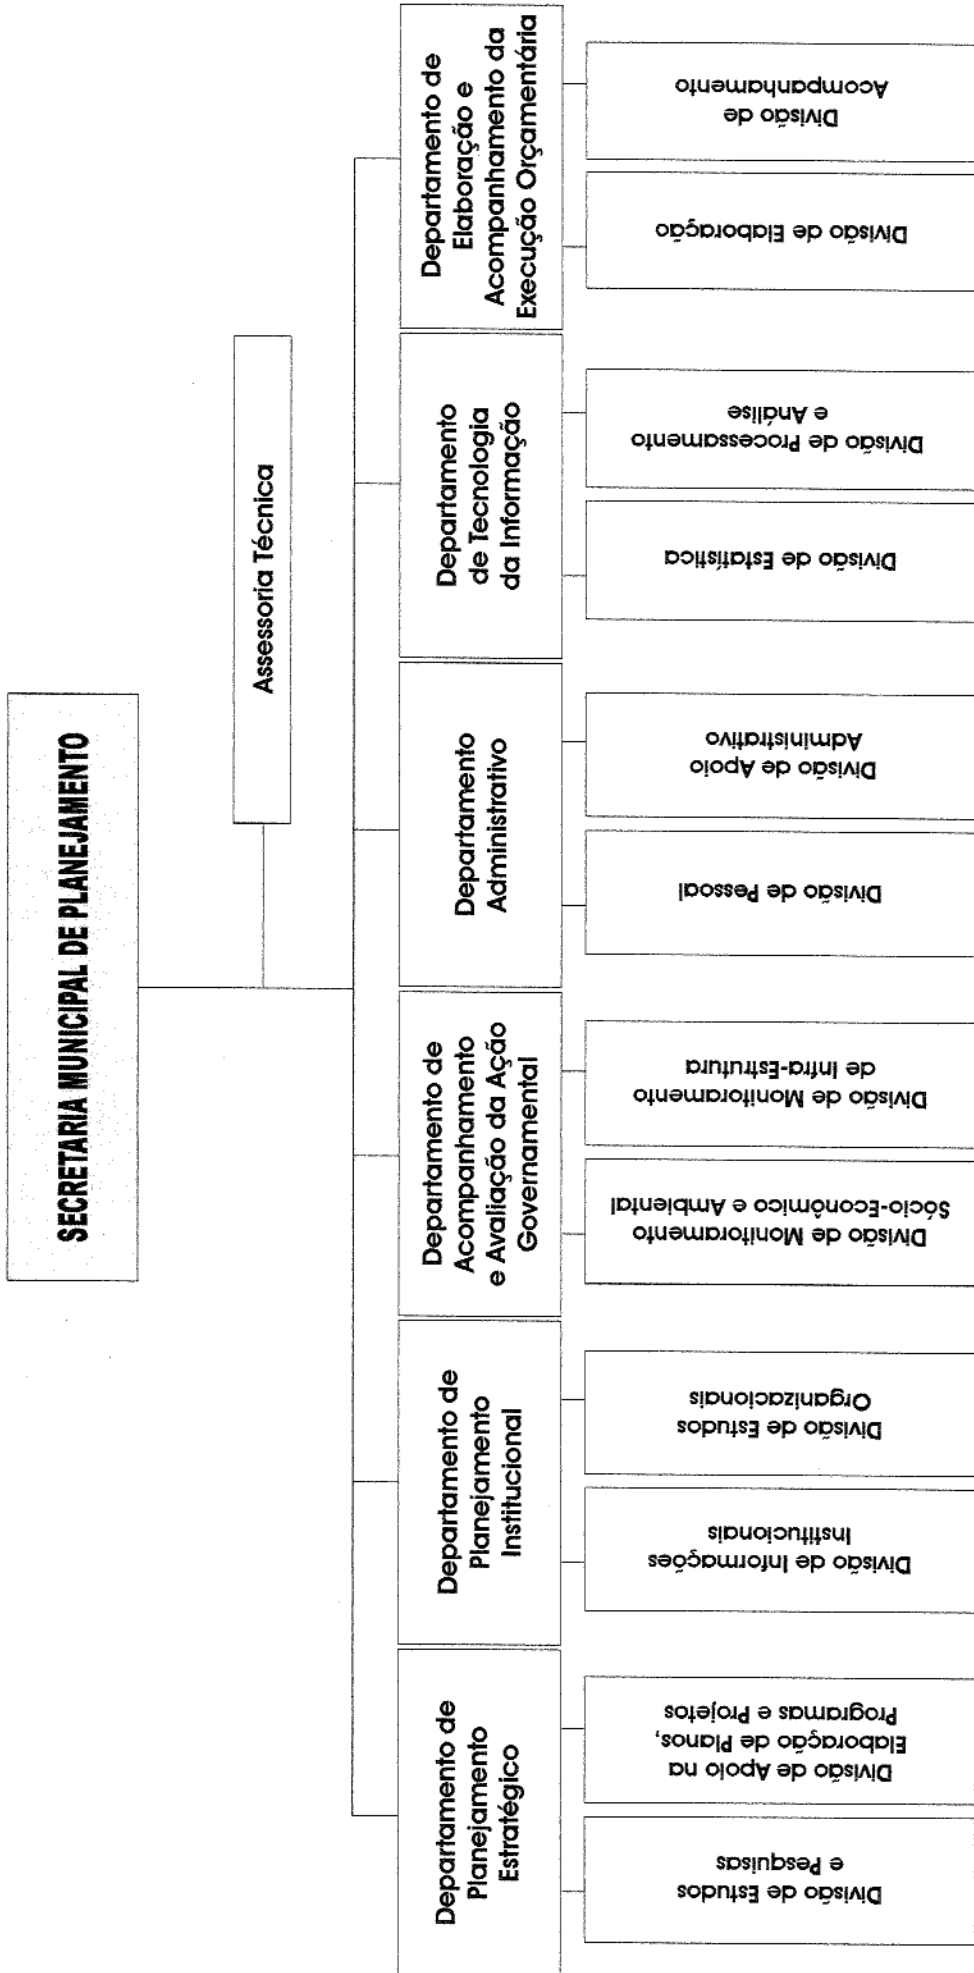 SECRETARIA MUNICIPAL DE PLANEJAMENTO
Assessoria Técnica
Departamento de
Planejamento
Estratégico
Departamento de
Planejamento
Institucional
Departamento de
Acompanhamento
e Avaliação da Ação
Governamental
Departamento
Administrativo
Departamento
de Tecnologia
da Informação
Departamento de
Elaboração e
Acompanhamento da
Execução Orçamentária
Divisão de Estudos
e Pesquisas
Divisão de Apoio na
Elaboração de Planos,
Programas e Projetos
Divisão de Informações
Institucionais
Divisão de Estudos
Organizacionais
Divisão de Monitoramento
Sócio-Econômico e Ambiental
Divisão de Monitoramento
de Infra-Estrutura
Divisão de Pessoal
Divisão de Apoio
Administrativo
Divisão de Estatística
Divisão de Processamento
e Análise
Divisão de Elaboração
Divisão de
Acompanhamento